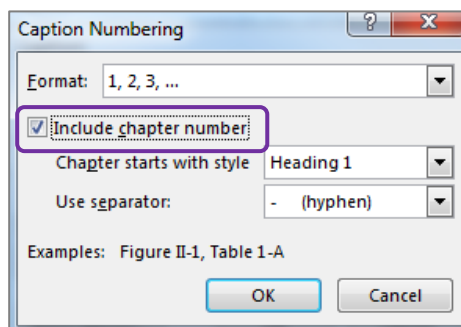 Caption Numbering
Format: 1, 2, 3, ...
Include chapter number
Chapter starts with style Heading 1
Use separator: - (hyphen)
Examples: Figure II-1, Table 1-A
OK Cancel